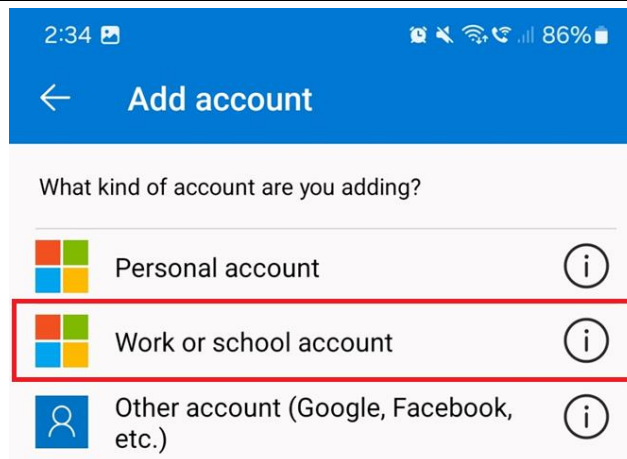 2:34 86%
Add account
What kind of account are you adding?
Personal account
Work or school account
Other account (Google, Facebook,
etc.)